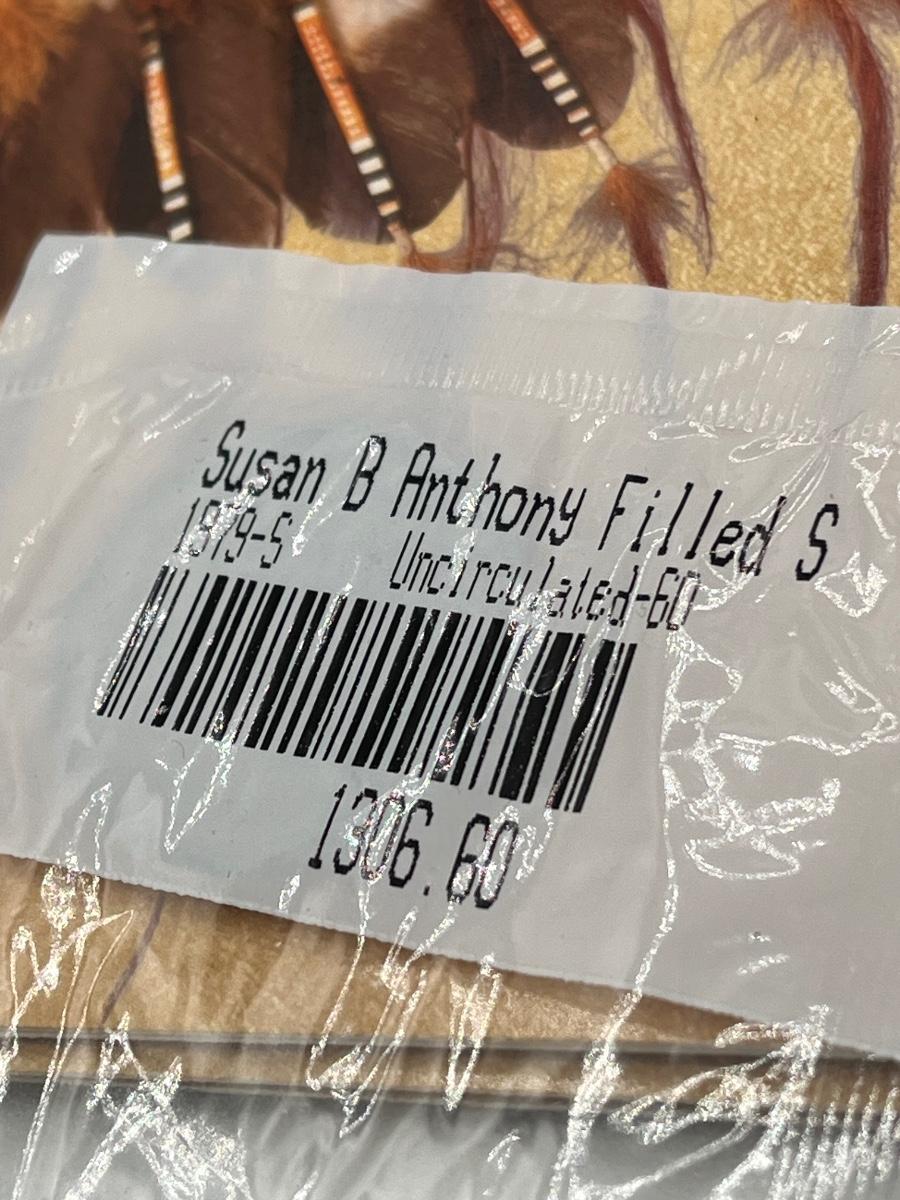 Susan B Anthony Filled S
1979-S Uncirculated-60
1306.60